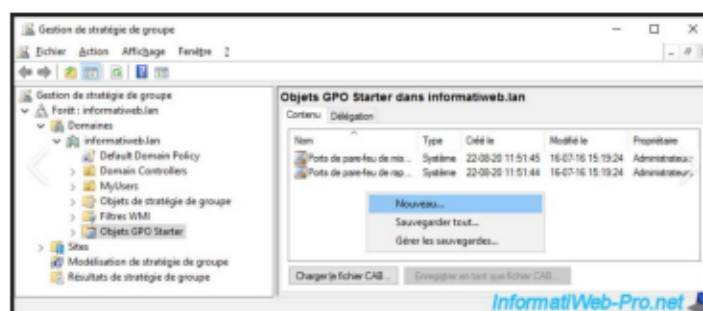 Gestion de stratégie de groupe
Fichier Action Affichage Fenêtre ?
Gestion de stratégie de groupe
Forêt : informatiweb.lan
Domaines
informatiweb.lan
Default Domain Policy
Domain Controllers
MyUsers
Objets de stratégie de groupe
Filtres WMI
Objets GPO Starter
Sites
Modélisation de stratégie de groupe
Résultats de stratégie de groupe
Objets GPO Starter dans informatiweb.lan
Contenu Délégation
Nom Type Créé le Modifié le Propriétaire
Ports de pare-feu de mis... Système 22-08-20 11:51:45 16-07-16 15:19:24 Administrateur
Ports de pare-feu de rap... Système 22-08-20 11:51:44 16-07-16 15:19:24 Administrateur
Nouveau...
Sauvegarder tout...
Gérer les sauvegardes...
Charger le fichier CAB... Enregistrer en tant que fichier CAB...
InformatiWeb-Pro.net